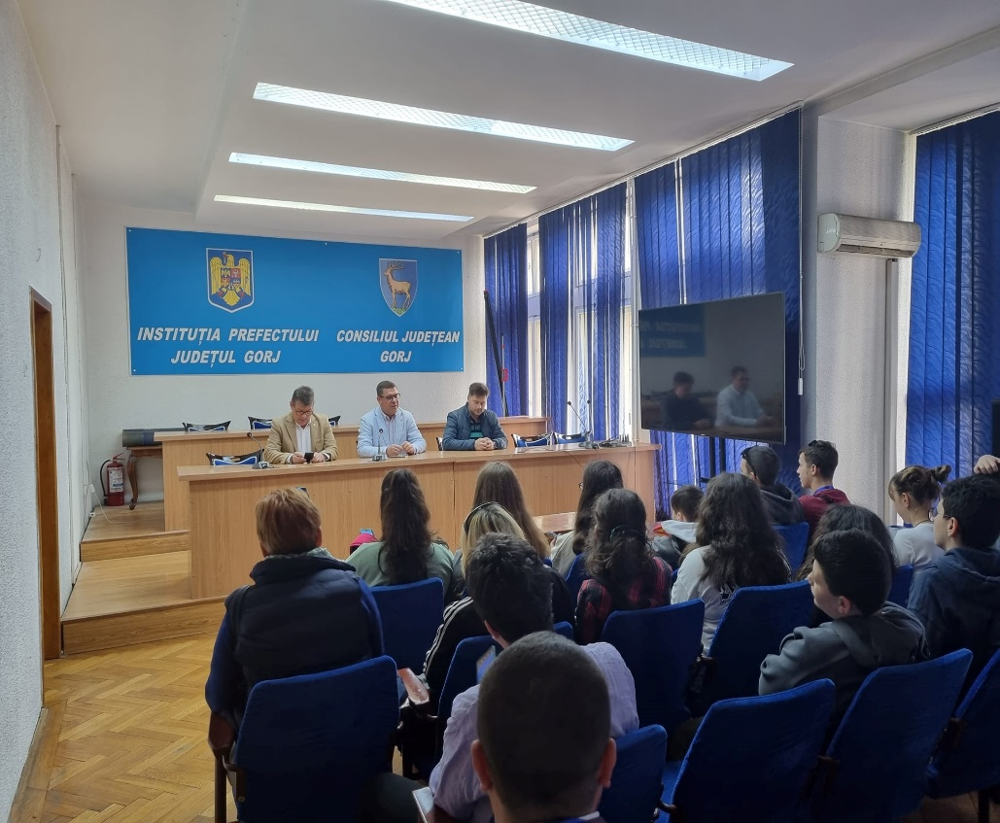 INSTITUȚIA PREFECTULUI
JUDEȚUL GORJ
CONSILIUL JUDEȚEAN
GORJ